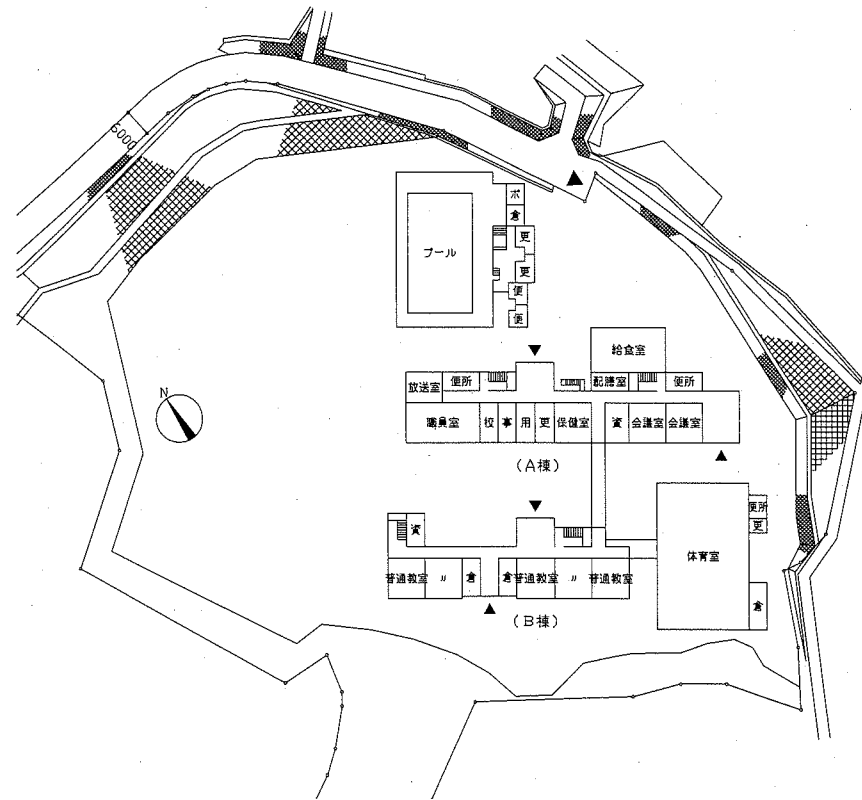 6000
N
ポ
倉
更
プール
更
便
便
給食室
放送室 便所 配膳室 便所
職員室 校 事 用 更 保健室 資 会議室 会議室
(A棟)
資
便所
更
体育室
普通教室 〃 倉 倉 普通教室 〃 普通教室
倉
(B棟)